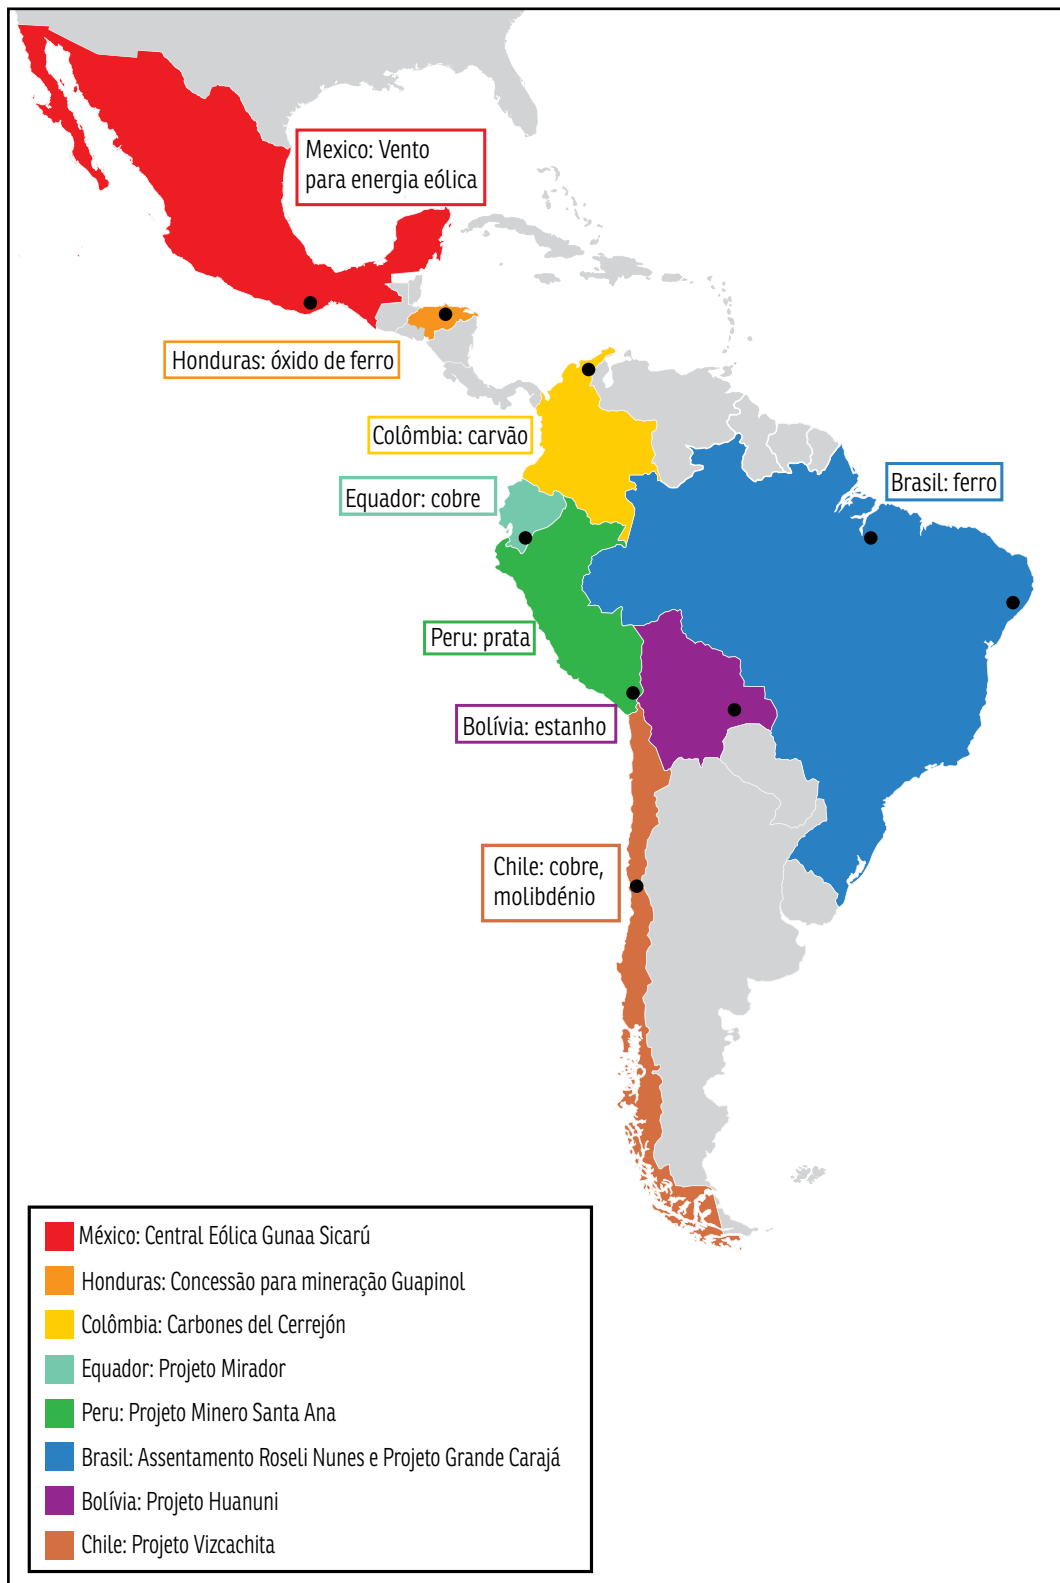 Mexico: Vento
para energia eólica
Honduras: óxido de ferro
Colômbia: carvão
Equador: cobre
Brasil: ferro
Peru: prata
Bolívia: estanho
Chile: cobre,
molibdénio
México: Central Eólica Gunaa Sicarú
Honduras: Concessão para mineração Guapinol
Colômbia: Carbones del Cerrejón
Equador: Projeto Mirador
Peru: Projeto Minero Santa Ana
Brasil: Assentamento Roseli Nunes e Projeto Grande Carajá
Bolívia: Projeto Huanuni
Chile: Projeto Vizcachita